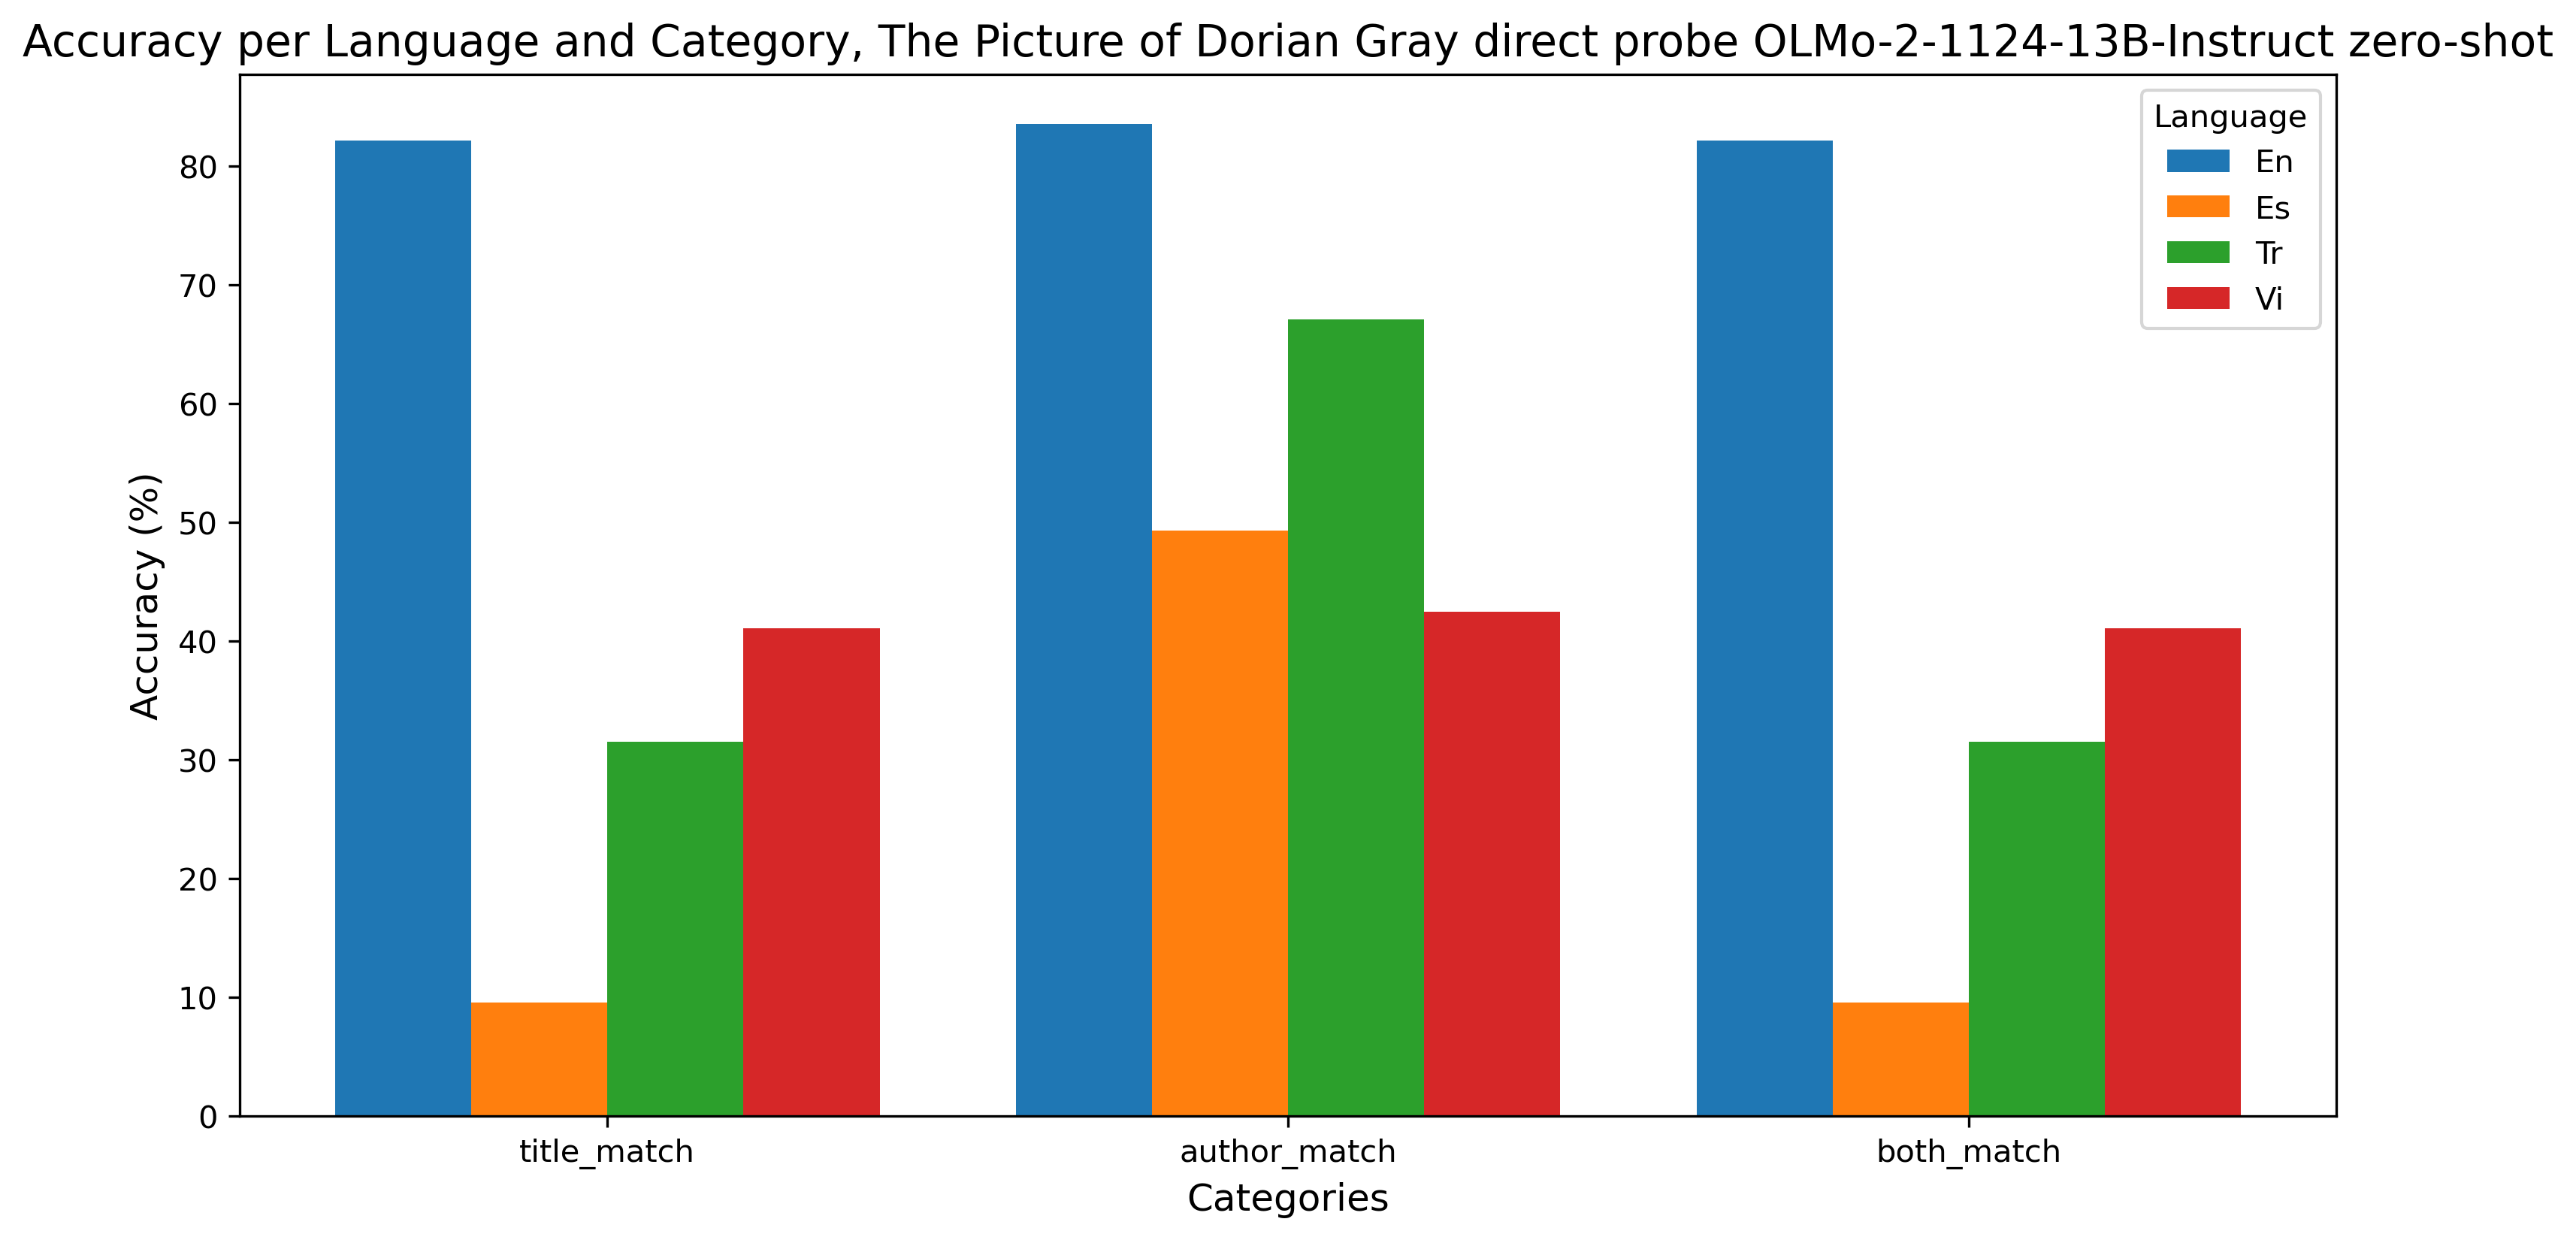 Accuracy per Language and Category, The Picture of Dorian Gray direct probe OLMo-2-1124-13B-Instruct zero-shot
Language
En
Es
Tr
Vi
Accuracy (%)
80
70
60
50
40
30
20
10
0
title_match author_match both_match
Categories